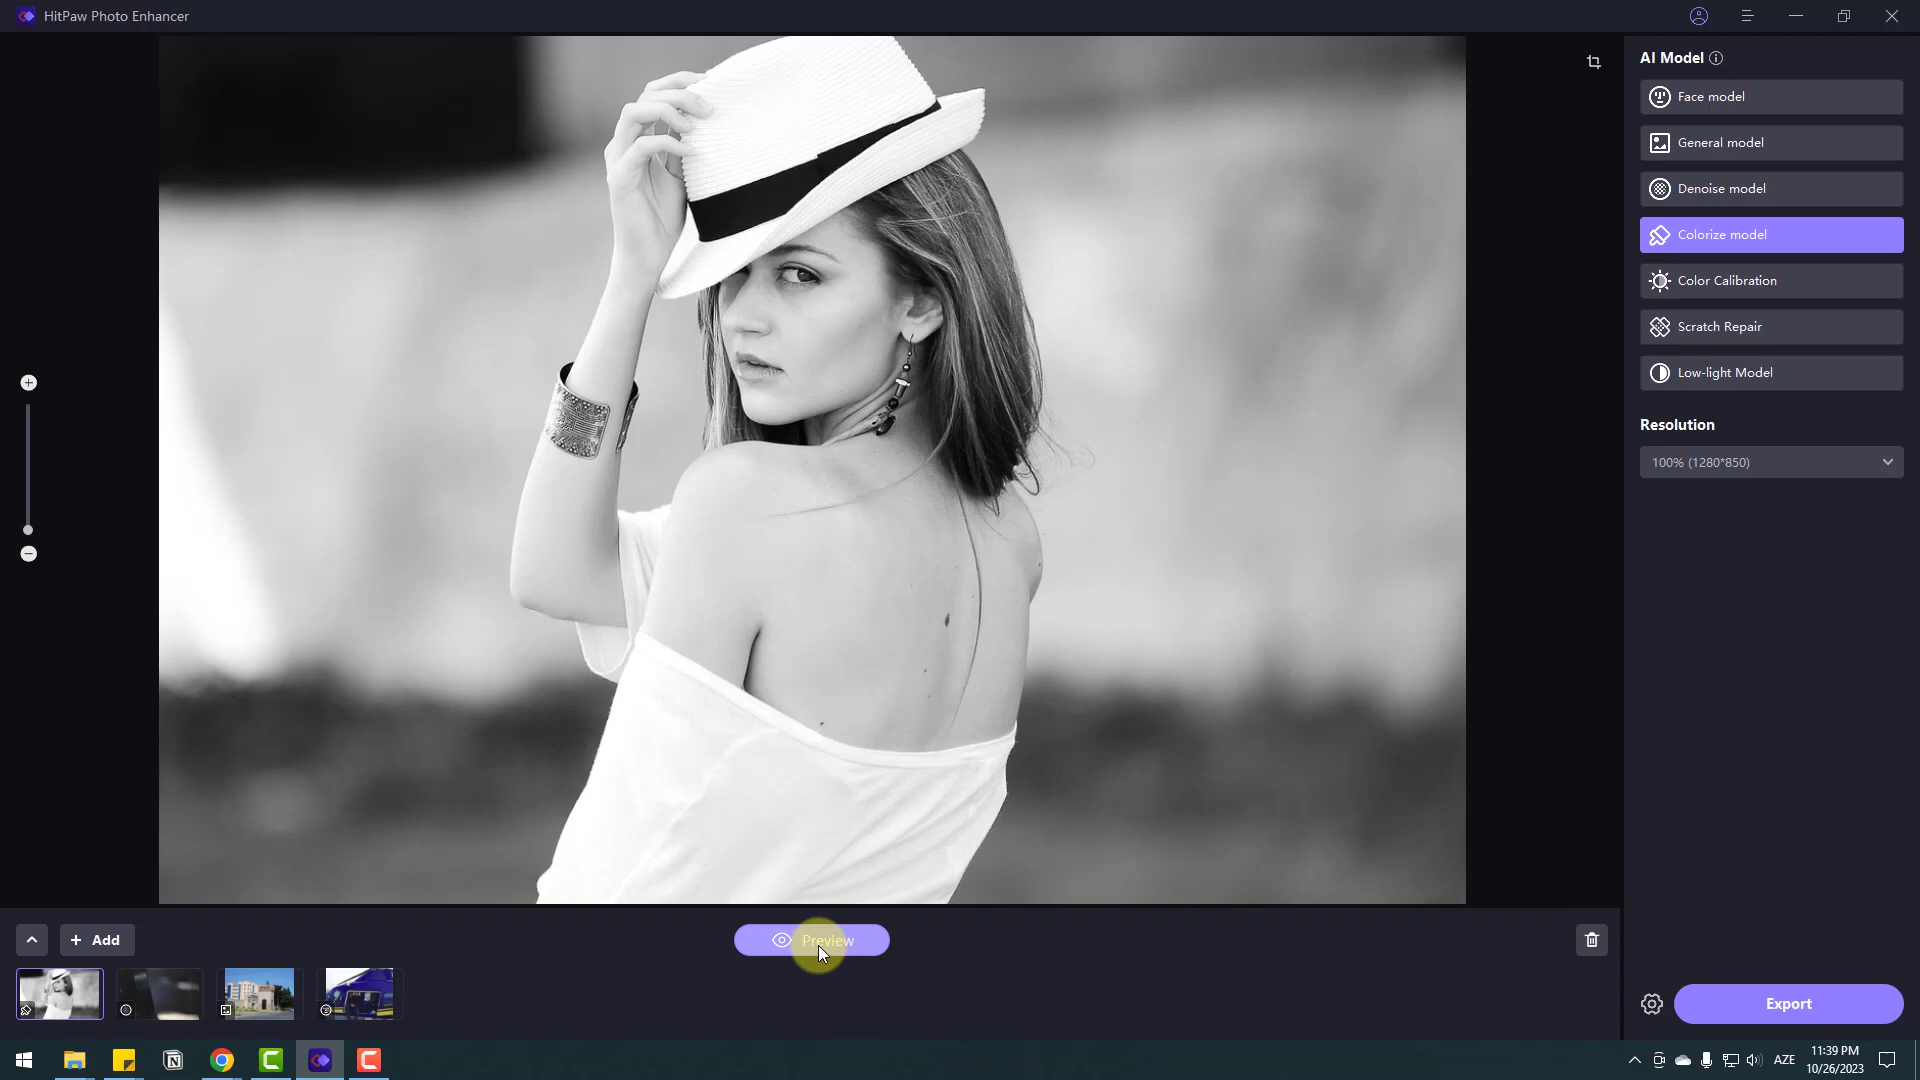 HitPaw Photo Enhancer
AI Model
Face model
General model
Denoise model
Colorize model
Color Calibration
Scratch Repair
Low-light Model
Resolution
100% (1280*850)
Add
Preview
Export
AZE
11:39 PM
10/26/2023